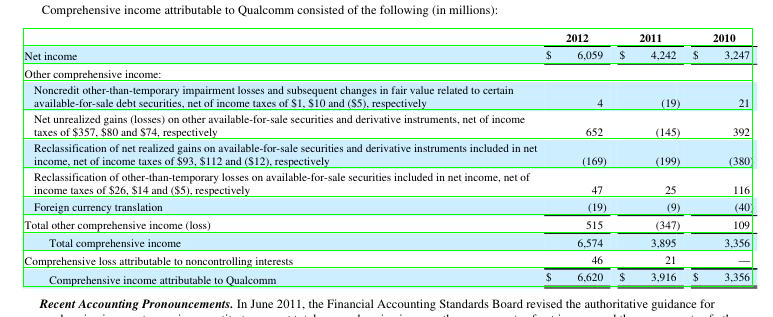 Comprehensive income attributable to Qualcomm consisted of the following (in millions):
2012 2011 2010
Net income $ 6,059 $ 4,242 $ 3,247
Other comprehensive income:
Noncredit other-than-temporary impairment losses and subsequent changes in fair value related to certain
available-for-sale debt securities, net of income taxes of $1, $10 and ($5), respectively 4 (19) 21
Net unrealized gains (losses) on other available-for-sale securities and derivative instruments, net of income
taxes of $357, $80 and $74, respectively 652 (145) 392
Reclassification of net realized gains on available-for-sale securities and derivative instruments included in net
income, net of income taxes of $93, $112 and ($12), respectively (169) (199) (380)
Reclassification of other-than-temporary losses on available-for-sale securities included in net income, net of
income taxes of $26, $14 and ($5), respectively 47 25 116
Foreign currency translation (19) (9) (40)
Total other comprehensive income (loss) 515 (347) 109
Total comprehensive income 6,574 3,895 3,356
Comprehensive loss attributable to noncontrolling interests 46 21 —
Comprehensive income attributable to Qualcomm $ 6,620 $ 3,916 $ 3,356
Recent Accounting Pronouncements. In June 2011, the Financial Accounting Standards Board revised the authoritative guidance for